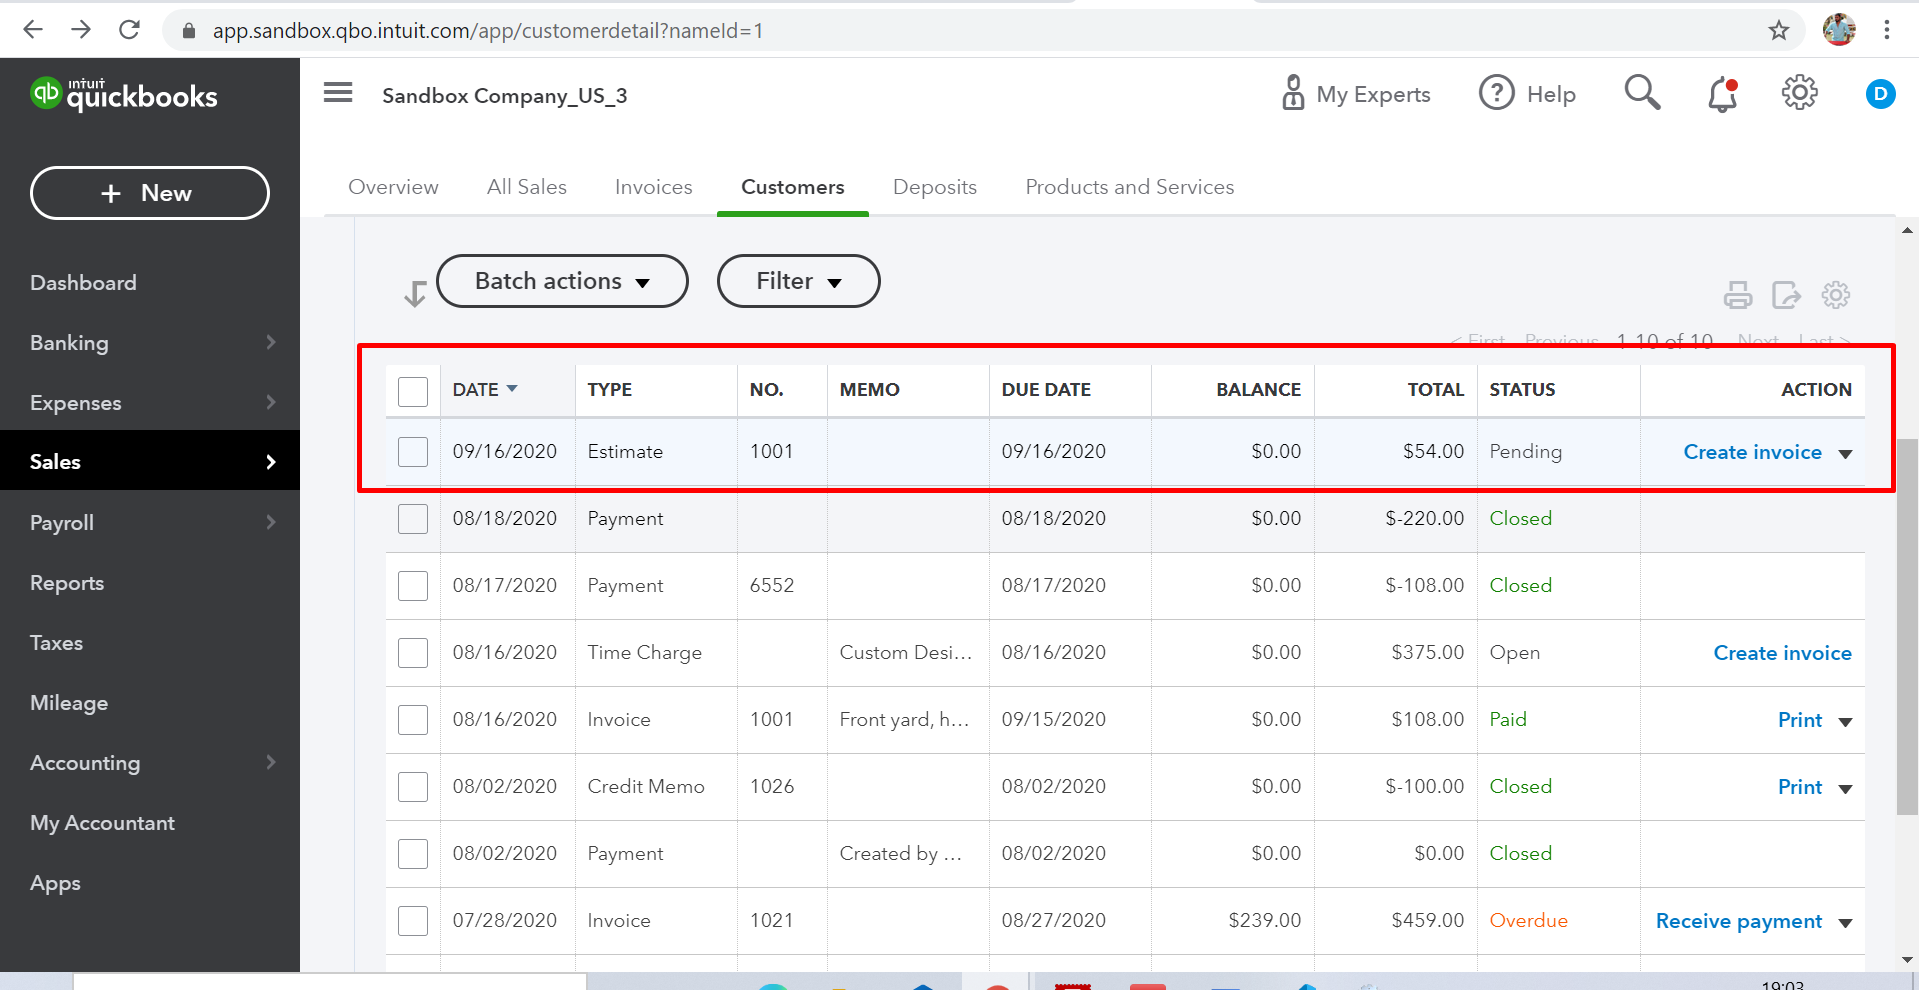 app.sandbox.qbo.intuit.com/app/customerdetail?nameId=1
intuit
qb quickbooks
Sandbox Company_US_3
My Experts
? Help
D
+ New
Overview All Sales Invoices Customers Deposits Products and Services
Dashboard
Banking
Expenses
Sales
Payroll
Reports
Taxes
Mileage
Accounting
My Accountant
Apps
Batch actions Filter
< First Previous 1-10 of 10 Next Last >
DATE TYPE NO. MEMO DUE DATE BALANCE TOTAL STATUS ACTION
09/16/2020 Estimate 1001 09/16/2020 $0.00 $54.00 Pending Create invoice
08/18/2020 Payment 08/18/2020 $0.00 $-220.00 Closed
08/17/2020 Payment 6552 08/17/2020 $0.00 $-108.00 Closed
08/16/2020 Time Charge Custom Desi... 08/16/2020 $0.00 $375.00 Open Create invoice
08/16/2020 Invoice 1001 Front yard, h... 09/15/2020 $0.00 $108.00 Paid Print
08/02/2020 Credit Memo 1026 08/02/2020 $0.00 $-100.00 Closed Print
08/02/2020 Payment Created by ... 08/02/2020 $0.00 $0.00 Closed
07/28/2020 Invoice 1021 08/27/2020 $239.00 $459.00 Overdue Receive payment
19:03